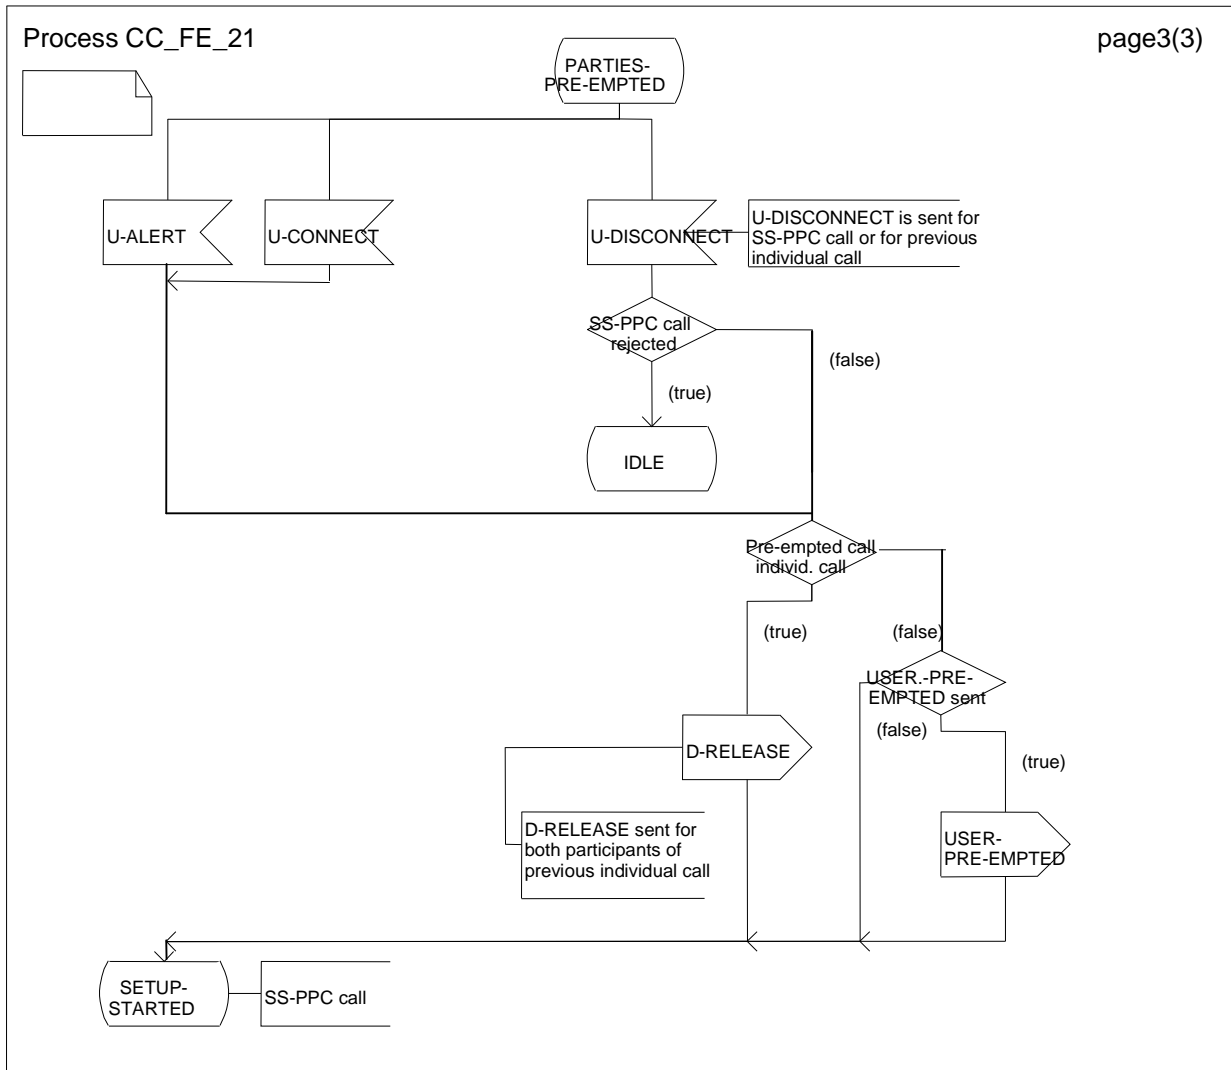 Process CC_FE_21
page3(3)
PARTIES-
PRE-EMPTED
U-ALERT
U-CONNECT
U-DISCONNECT
U-DISCONNECT is sent for
SS-PPC call or for previous
individual call
SS-PPC call
rejected
(false)
(true)
IDLE
Pre-empted call
individ. call
(true)
(false)
USER.-PRE-
EMPTED sent
(false)
(true)
D-RELEASE
D-RELEASE sent for
both participants of
previous individual call
USER-
PRE-EMPTED
SETUP-
STARTED
SS-PPC call